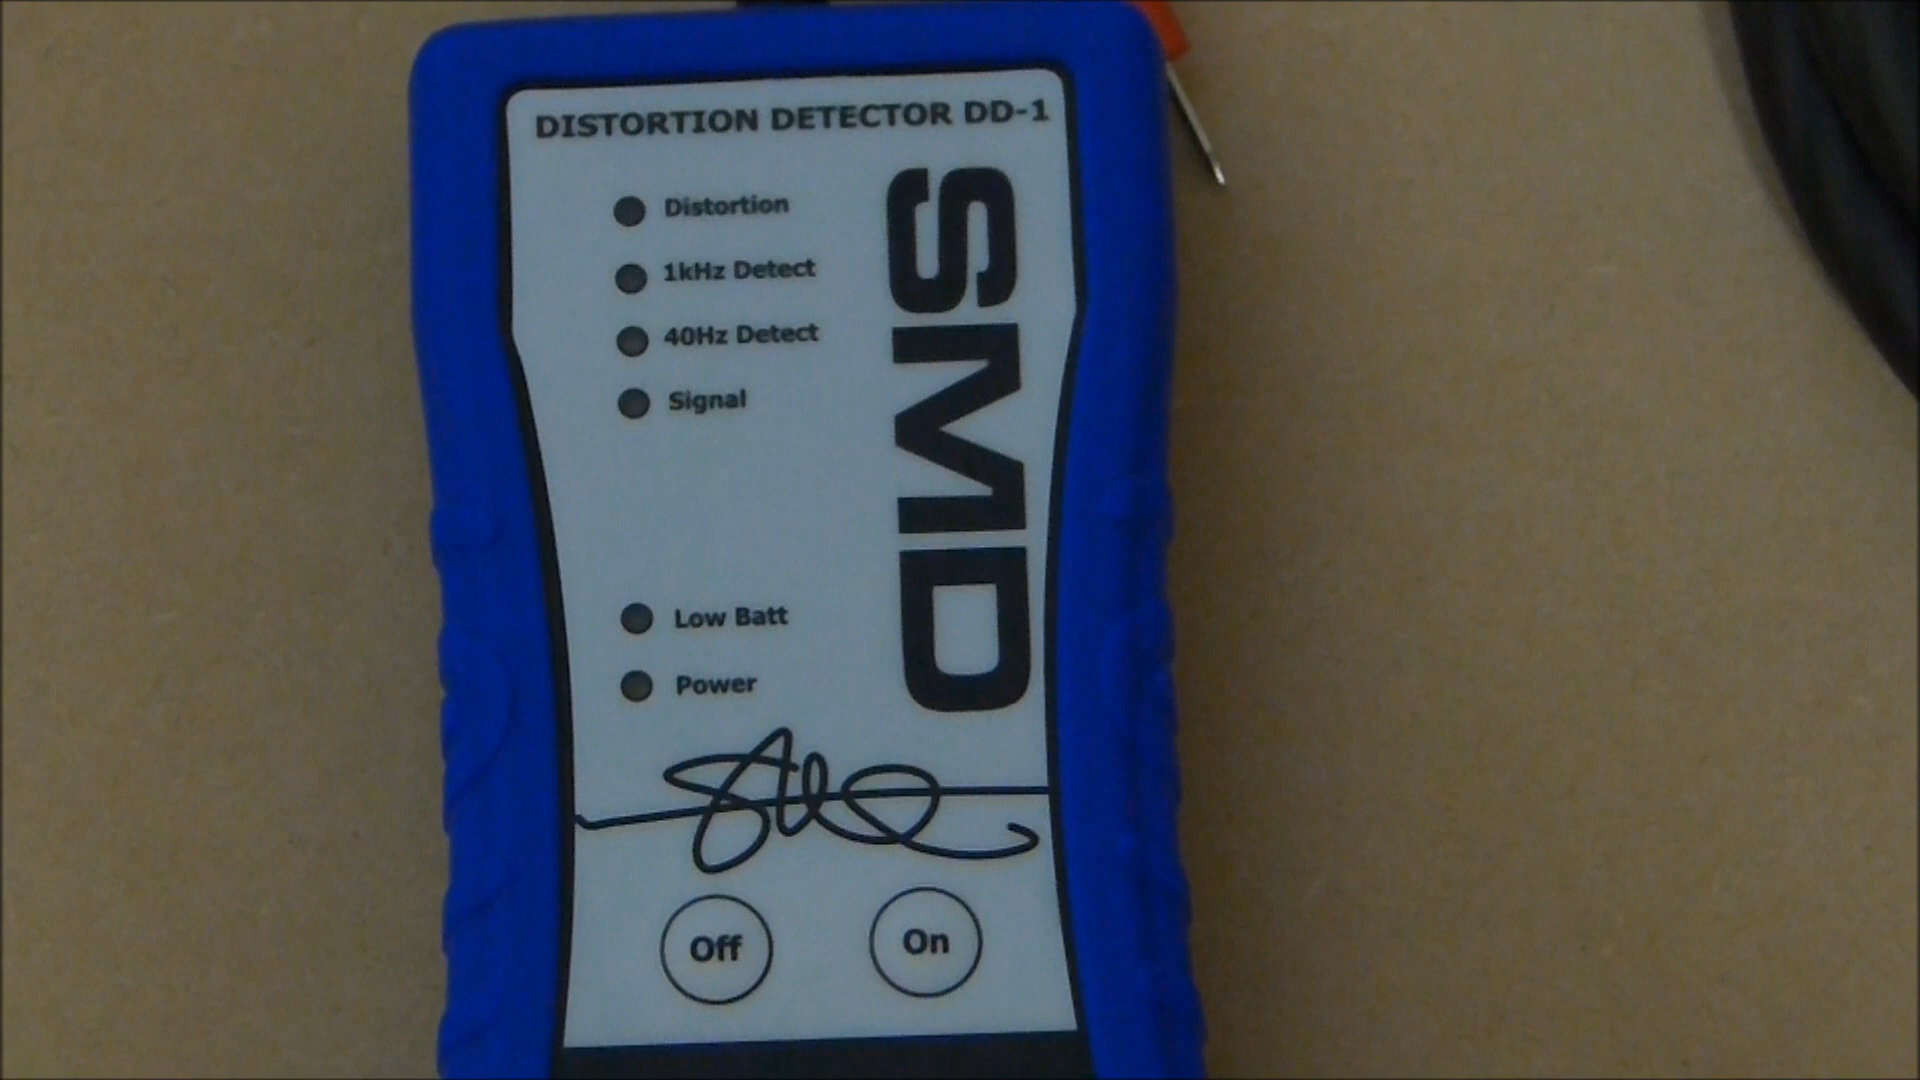 DISTORTION DETECTOR DD-1
Distortion
1kHz Detect
40Hz Detect
Signal
SMD
Low Batt
Power
Off
On